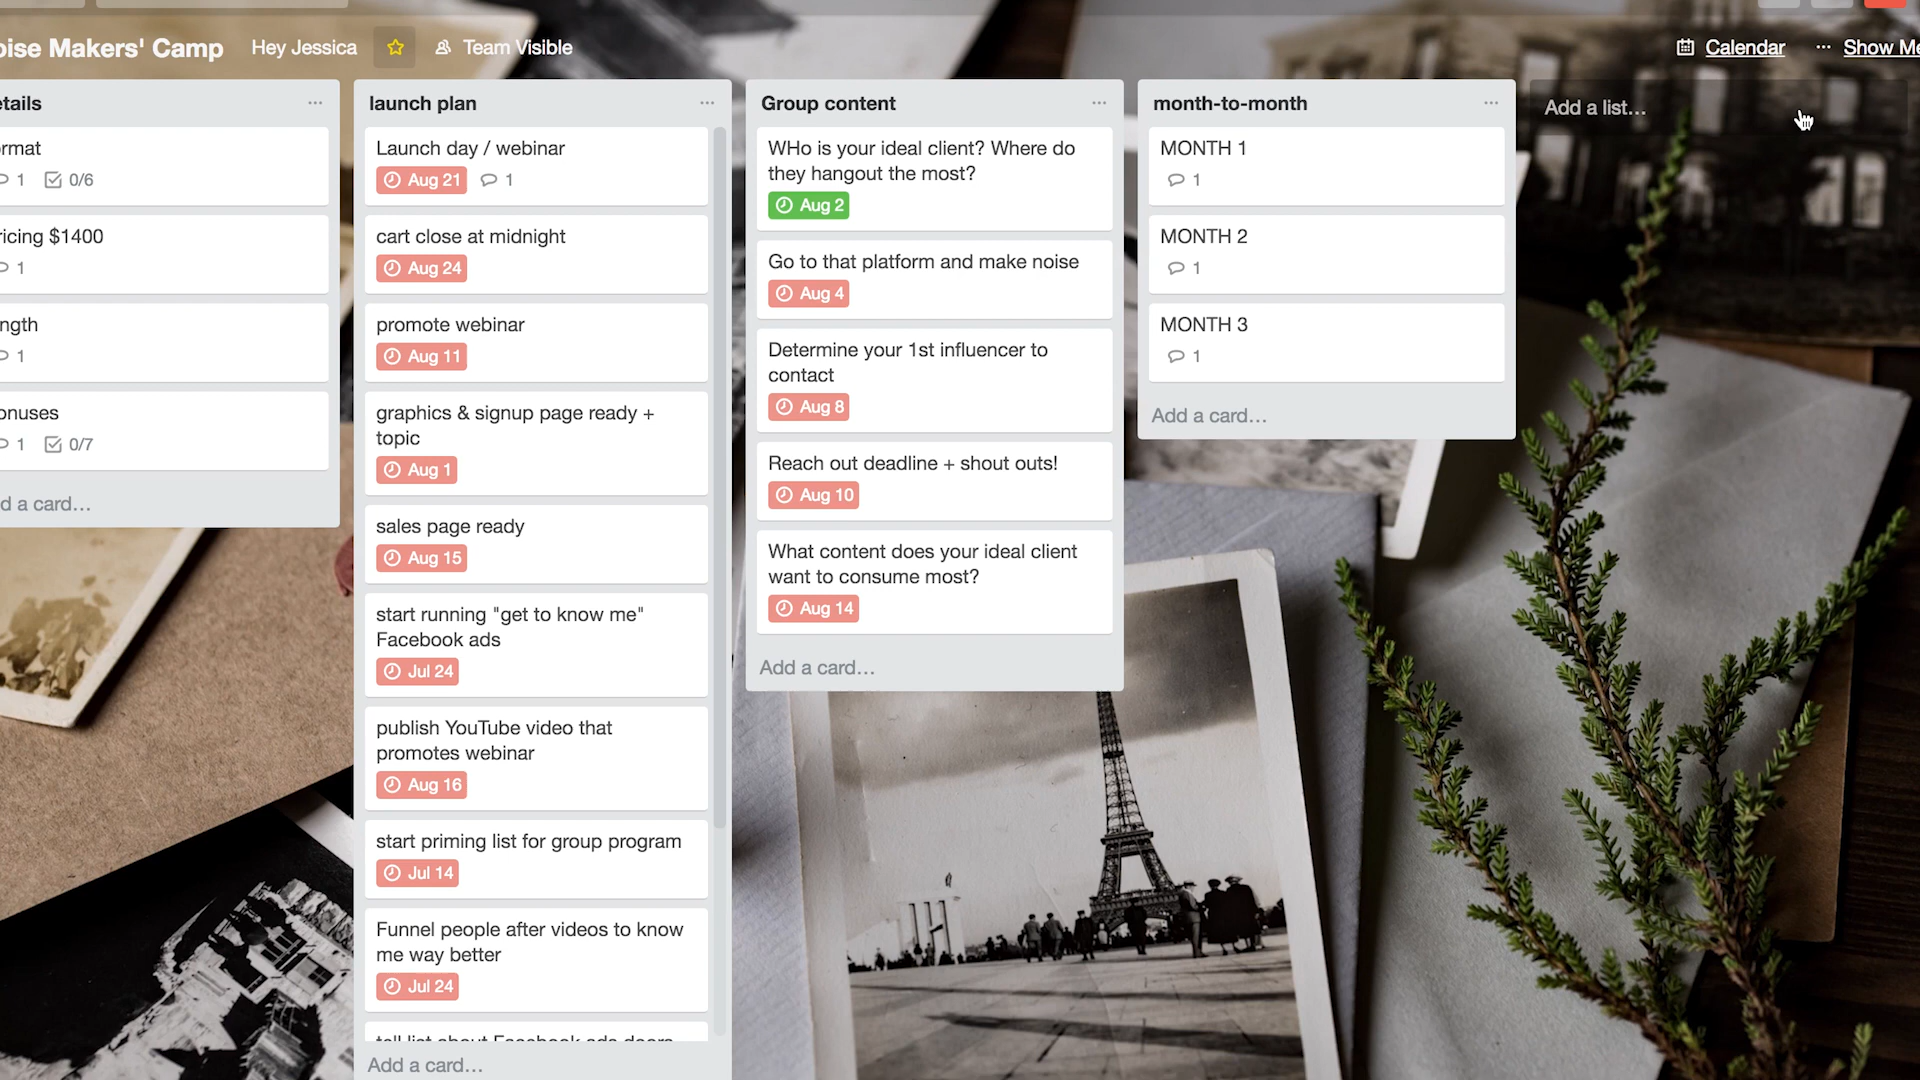 oise Makers' Camp
Hey Jessica
Team Visible
Calendar
··· Show Me
etails ···
ormat
1 0/6
ricing $1400
1
ngth
1
onuses
1 0/7
d a card...
launch plan ···
Launch day / webinar
Aug 21 1
cart close at midnight
Aug 24
promote webinar
Aug 11
graphics & signup page ready +
topic
Aug 1
sales page ready
Aug 15
start running "get to know me"
Facebook ads
Jul 24
publish YouTube video that
promotes webinar
Aug 16
start priming list for group program
Jul 14
Funnel people after videos to know
me way better
Jul 24
Add a card...
Group content ···
WHo is your ideal client? Where do
they hangout the most?
Aug 2
Go to that platform and make noise
Aug 4
Determine your 1st influencer to
contact
Aug 8
Reach out deadline + shout outs!
Aug 10
What content does your ideal client
want to consume most?
Aug 14
Add a card...
month-to-month ···
MONTH 1
1
MONTH 2
1
MONTH 3
1
Add a card...
Add a list...